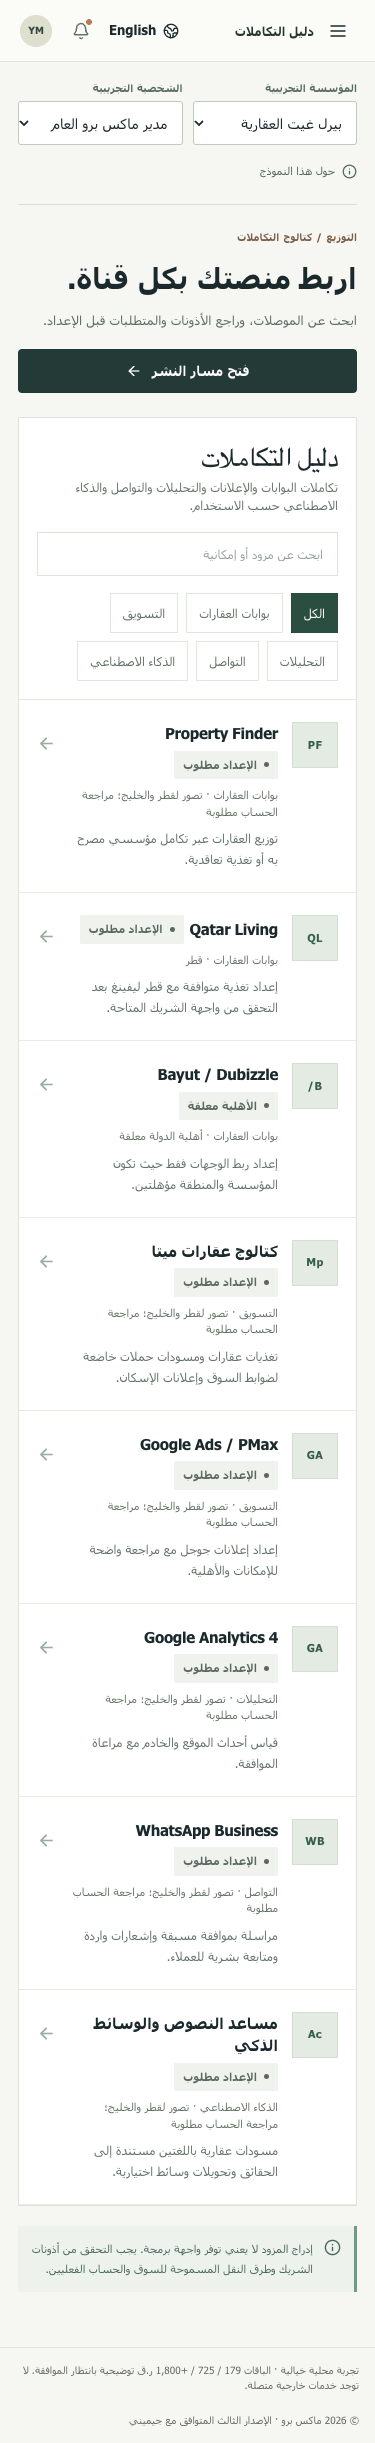 دليل التكاملات
English
YM
المؤسسة التجريبية
الشخصية التجريبية
بيرل غيت العقارية
مدير ماكس برو العام
حول هذا النموذج
التوزيع / كتالوج التكاملات
اربط منصتك بكل قناة.
ابحث عن الموصلات، وراجع الأذونات والمتطلبات قبل الإعداد.
فتح مسار النشر
دليل التكاملات
تكاملات البوابات والإعلانات والتحليلات والتواصل والذكاء
الاصطناعي حسب الاستخدام.
ابحث عن مزود أو إمكانية
الكل
بوابات العقارات
التسويق
التحليلات
التواصل
الذكاء الاصطناعي
PF
Property Finder
الإعداد مطلوب
بوابات العقارات · تصور لقطر والخليج؛ مراجعة
الحساب مطلوبة
توزيع العقارات عبر تكامل مؤسسي مصرح
به أو تغذية تعاقدية.
QL
Qatar Living
الإعداد مطلوب
بوابات العقارات · قطر
إعداد تغذية متوافقة مع قطر ليفينغ بعد
التحقق من واجهة الشريك المتاحة.
B/
Bayut / Dubizzle
الأهلية معلقة
بوابات العقارات · أهلية الدولة معلقة
إعداد ربط الوجهات فقط حيث تكون
المؤسسة والمنطقة مؤهلتين.
Mp
كتالوج عقارات ميتا
الإعداد مطلوب
التسويق · تصور لقطر والخليج؛ مراجعة
الحساب مطلوبة
تغذيات عقارات ومسودات حملات خاضعة
لضوابط السوق وإعلانات الإسكان.
GA
Google Ads / PMax
الإعداد مطلوب
التسويق · تصور لقطر والخليج؛ مراجعة
الحساب مطلوبة
إعداد إعلانات جوجل مع مراجعة واضحة
للإمكانات والأهلية.
GA
Google Analytics 4
الإعداد مطلوب
التحليلات · تصور لقطر والخليج؛ مراجعة
الحساب مطلوبة
قياس أحداث الموقع والخادم مع مراعاة
الموافقة.
WB
WhatsApp Business
الإعداد مطلوب
التواصل · تصور لقطر والخليج؛ مراجعة الحساب
مطلوبة
مراسلة بموافقة مسبقة وإشعارات واردة
ومتابعة بشرية للعملاء.
Ac
مساعد النصوص والوسائط
الذكي
الإعداد مطلوب
الذكاء الاصطناعي · تصور لقطر والخليج؛
مراجعة الحساب مطلوبة
مسودات عقارية باللغتين مستندة إلى
الحقائق وتحويلات وسائط اختيارية.
إدراج المزود لا يعني توفر واجهة برمجة. يجب التحقق من أذونات
الشريك وطرق النقل المسموحة للسوق والحساب الفعليين.
تجربة محلية خيالية · الباقات 179 / 725 / +1,800 ر.ق توضيحية بانتظار الموافقة. لا
توجد خدمات خارجية متصلة.
© 2026 ماكس برو · الإصدار الثالث المتوافق مع جيميني